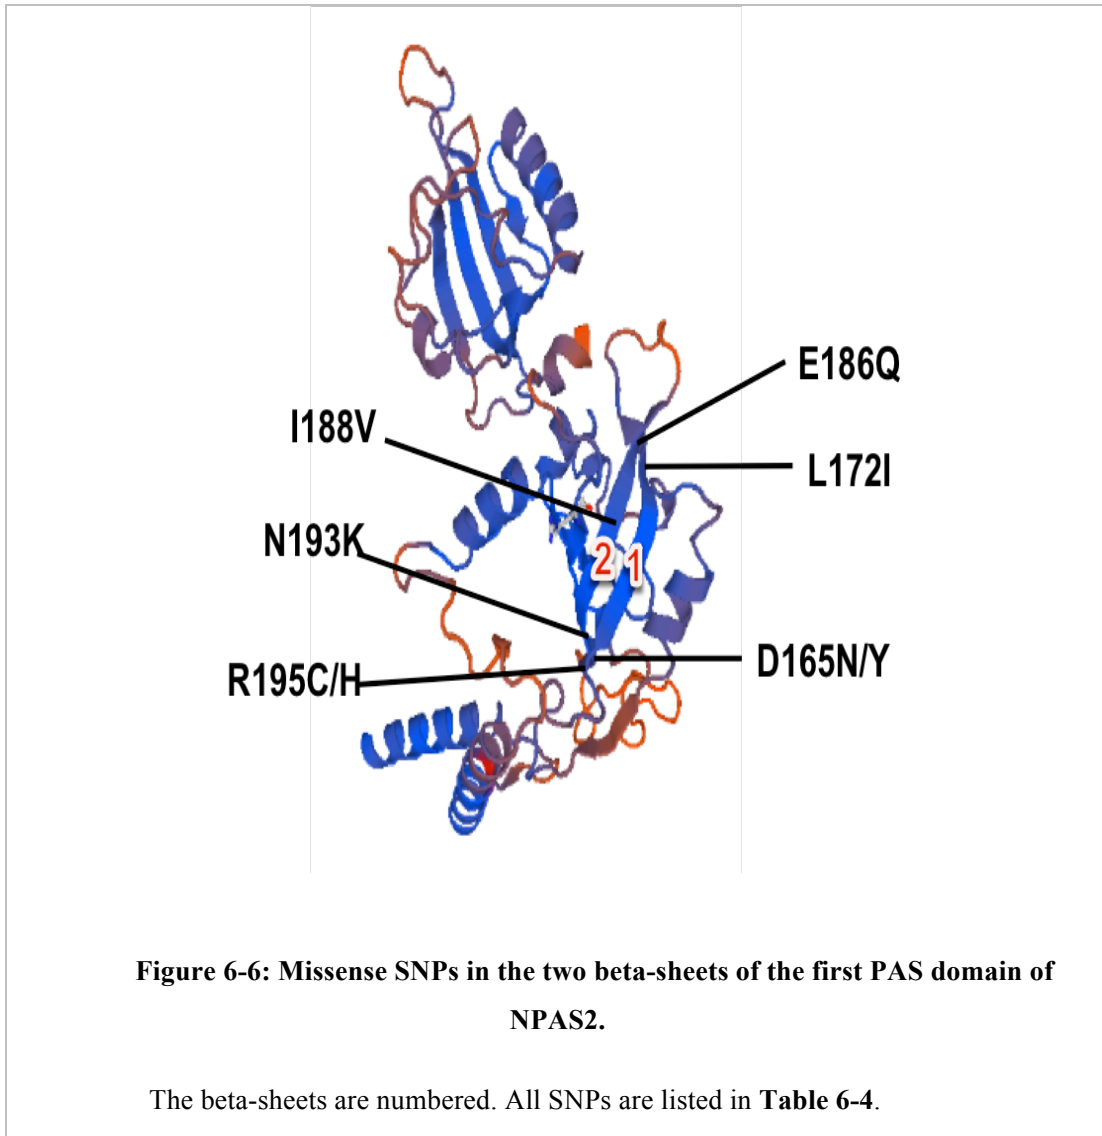 E186Q
I188V
L172I
N193K
2 1
D165N/Y
R195C/H
Figure 6-6: Missense SNPs in the two beta-sheets of the first PAS domain of
NPAS2.
The beta-sheets are numbered. All SNPs are listed in Table 6-4.